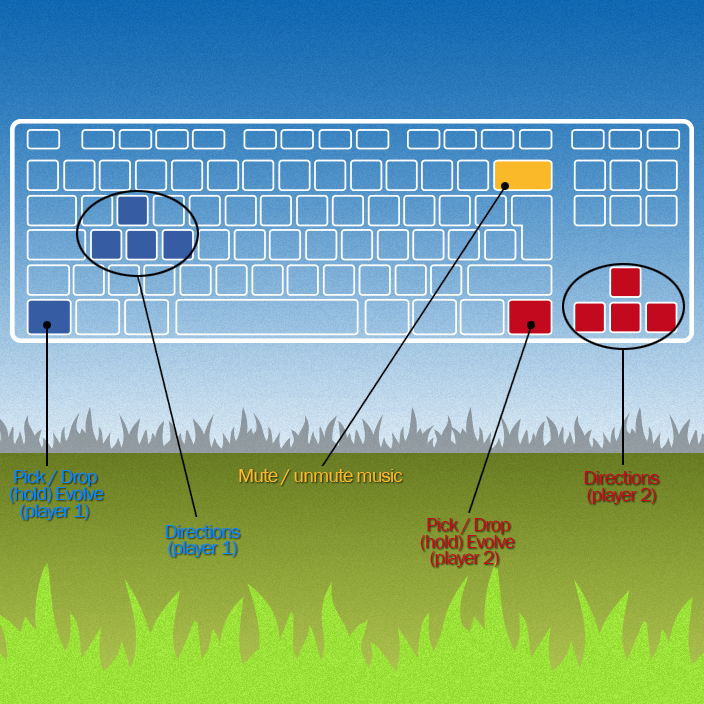 Pick / Drop
(hold) Evolve
(player 1)
Directions
(player 1)
Mute / unmute music
Pick / Drop
(hold) Evolve
(player 2)
Directions
(player 2)